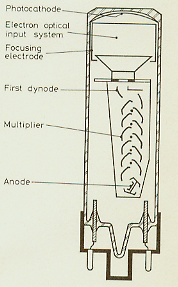 Photocathode
Electron optical
input system
Focusing
electrode
First dynode
Multiplier
Anode